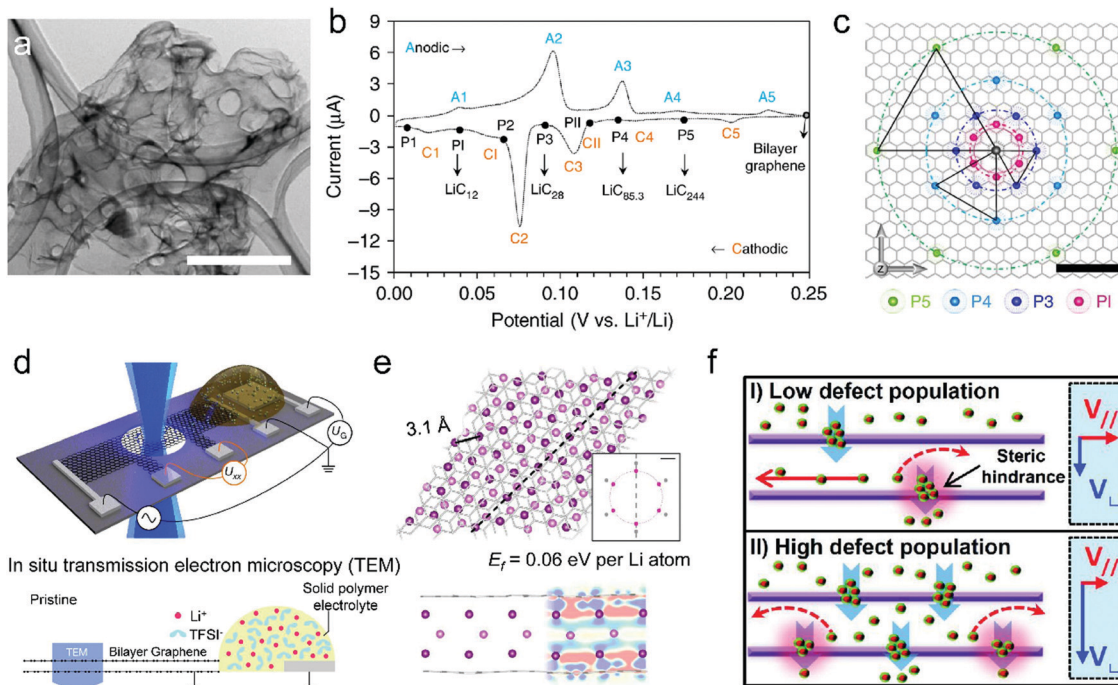 a
b
Anodic →
A1
A2
A3
A4
A5
6
3
0
−3
−6
−9
−12
−15
Current (μA)
P1
C1
PI
CI
P2
C2
P3
PII
C3
CII
P4
C4
P5
C5
LiC12
LiC28
LiC85.3
LiC244
Bilayer
graphene
← Cathodic
0.00
0.05
0.10
0.15
0.20
0.25
Potential (V vs. Li⁺/Li)
c
Z
P5
P4
P3
PI
d
UG
Uxx
In situ transmission electron microscopy (TEM)
Pristine
Li⁺
TFSI⁻
Solid polymer
electrolyte
TEM
Bilayer Graphene
e
3.1 Å
Ef = 0.06 eV per Li atom
f
I) Low defect population
Steric
hindrance
V//
V⊥
II) High defect population
V//
V⊥